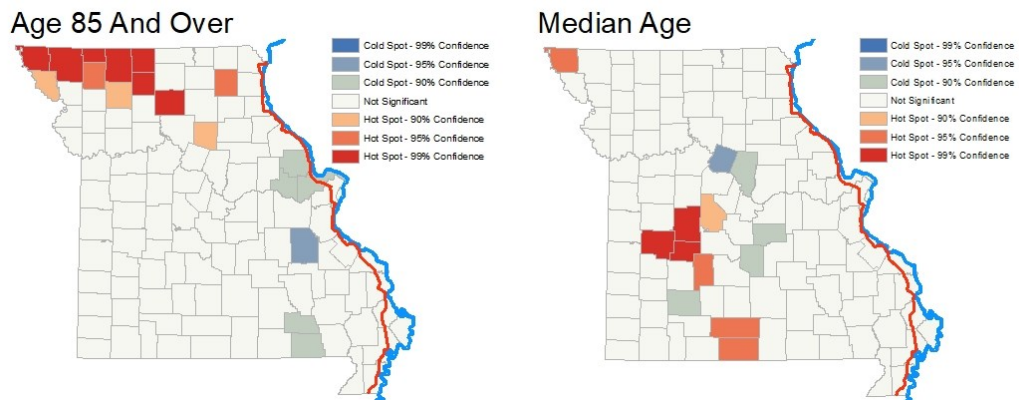 Age 85 And Over
Cold Spot - 99% Confidence
Cold Spot - 95% Confidence
Cold Spot - 90% Confidence
Not Significant
Hot Spot - 90% Confidence
Hot Spot - 95% Confidence
Hot Spot - 99% Confidence
Median Age
Cold Spot - 99% Confidence
Cold Spot - 95% Confidence
Cold Spot - 90% Confidence
Not Significant
Hot Spot - 90% Confidence
Hot Spot - 95% Confidence
Hot Spot - 99% Confidence